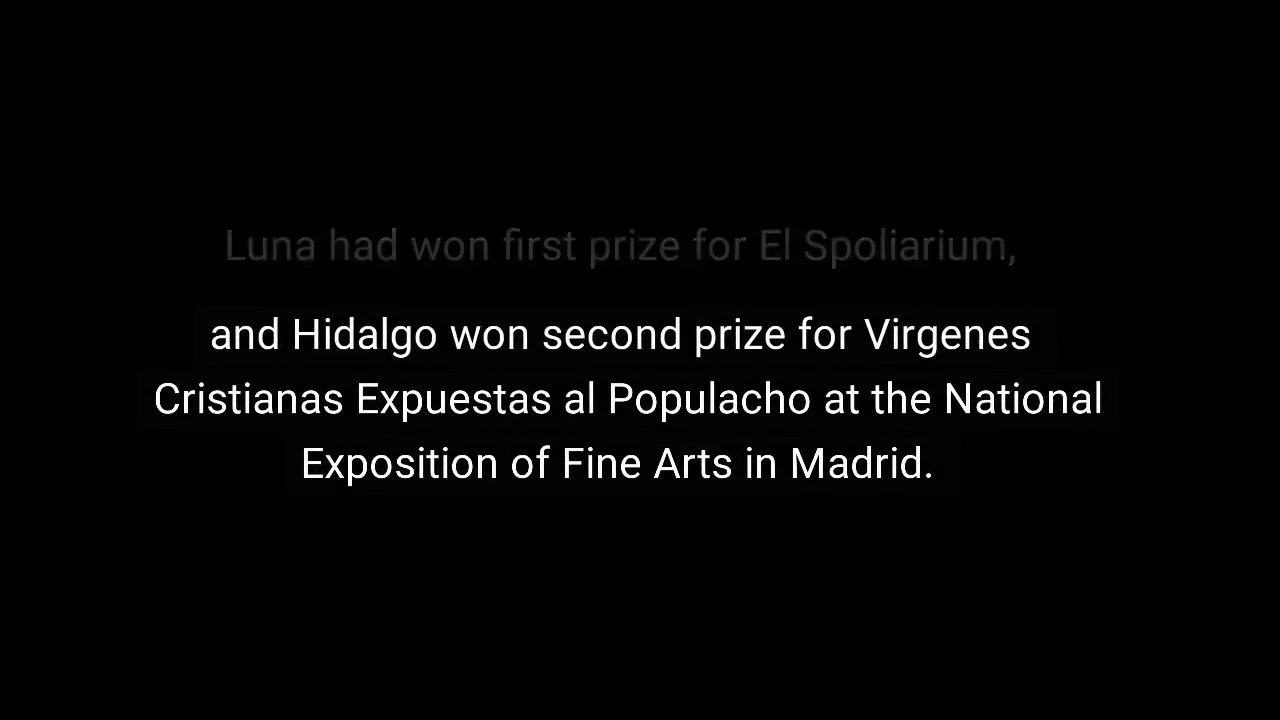 Luna had won first prize for El Spoliarium,
and Hidalgo won second prize for Virgenes
Cristianas Expuestas al Populacho at the National
Exposition of Fine Arts in Madrid.